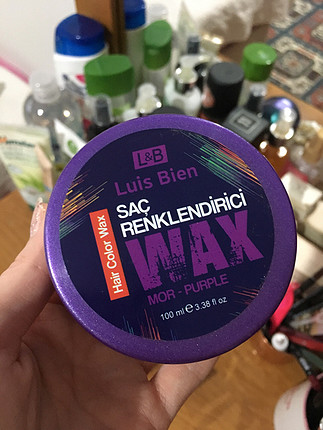 L&B
Luis Bien
SAÇ
RENKLENDİRİCİ
Hair Color Wax
WAX
MOR - PURPLE
100 ml e 3.38 fl oz